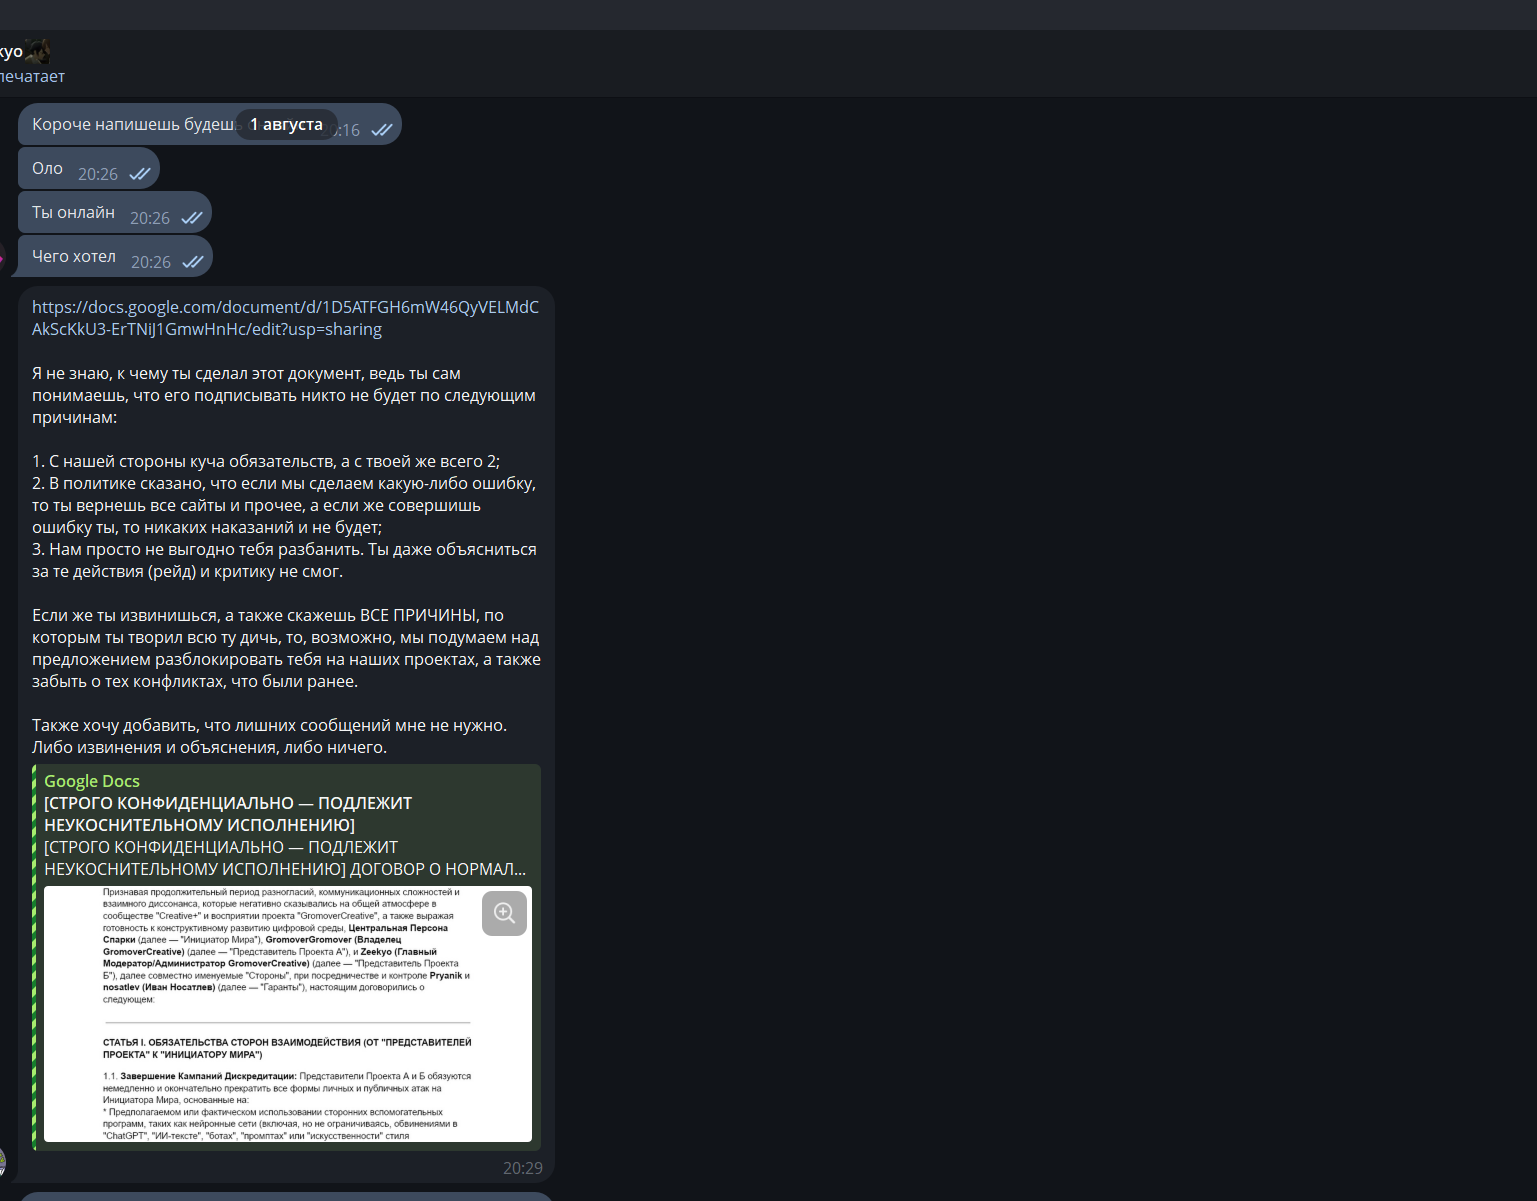 kyo
печатает
Короче напишешь будешь
1 августа
20:16
Оло 20:26
Ты онлайн 20:26
Чего хотел 20:26
https://docs.google.com/document/d/1D5ATFGH6mW46QyVELMdC
AkScKkU3-ErTNiJ1GmwHnHc/edit?usp=sharing
Я не знаю, к чему ты сделал этот документ, ведь ты сам
понимаешь, что его подписывать никто не будет по следующим
причинам:
1. С нашей стороны куча обязательств, а с твоей же всего 2;
2. В политике сказано, что если мы сделаем какую-либо ошибку,
то ты вернешь все сайты и прочее, а если же совершишь
ошибку ты, то никаких наказаний и не будет;
3. Нам просто не выгодно тебя разбанить. Ты даже объясниться
за те действия (рейд) и критику не смог.
Если же ты извинишься, а также скажешь ВСЕ ПРИЧИНЫ, по
которым ты творил всю ту дичь, то, возможно, мы подумаем над
предложением разблокировать тебя на наших проектах, а также
забыть о тех конфликтах, что были ранее.
Также хочу добавить, что лишних сообщений мне не нужно.
Либо извинения и объяснения, либо ничего.
Google Docs
[СТРОГО КОНФИДЕНЦИАЛЬНО — ПОДЛЕЖИТ
НЕУКОСНИТЕЛЬНОМУ ИСПОЛНЕНИЮ]
[СТРОГО КОНФИДЕНЦИАЛЬНО — ПОДЛЕЖИТ
НЕУКОСНИТЕЛЬНОМУ ИСПОЛНЕНИЮ] ДОГОВОР О НОРМАЛ...
Признавая продолжительный период разногласий, коммуникационных сложностей и
взаимного диссонанса, которые негативно сказывались на общей атмосфере в
сообществе "Creative+" и восприятии проекта "GromoverCreative", а также выражая
готовность к конструктивному развитию цифровой среды, Центральная Персона
Спарки (далее — "Инициатор Мира"), GromoverGromover (Владелец
GromoverCreative) (далее — "Представитель Проекта А"), и Zeekyo (Главный
Модератор/Администратор GromoverCreative) (далее — "Представитель Проекта
Б"), далее совместно именуемые "Стороны", при посредничестве и контроле Pryanik и
nosatlev (Иван Носатлев) (далее — "Гаранты"), настоящим договорились о
следующем:
СТАТЬЯ I. ОБЯЗАТЕЛЬСТВА СТОРОН ВЗАИМОДЕЙСТВИЯ (ОТ "ПРЕДСТАВИТЕЛЕЙ
ПРОЕКТА" К "ИНИЦИАТОРУ МИРА")
1.1. Завершение Кампаний Дискредитации: Представители Проекта А и Б обязуются
немедленно и окончательно прекратить все формы личных и публичных атак на
Инициатора Мира, основанные на:
* Предполагаемом или фактическом использовании сторонних вспомогательных
программ, таких как нейронные сети (включая, но не ограничиваясь, обвинениями в
"ChatGPT", "ИИ-тексте", "ботах", "промптах" или "искусственности" стиля
20:29